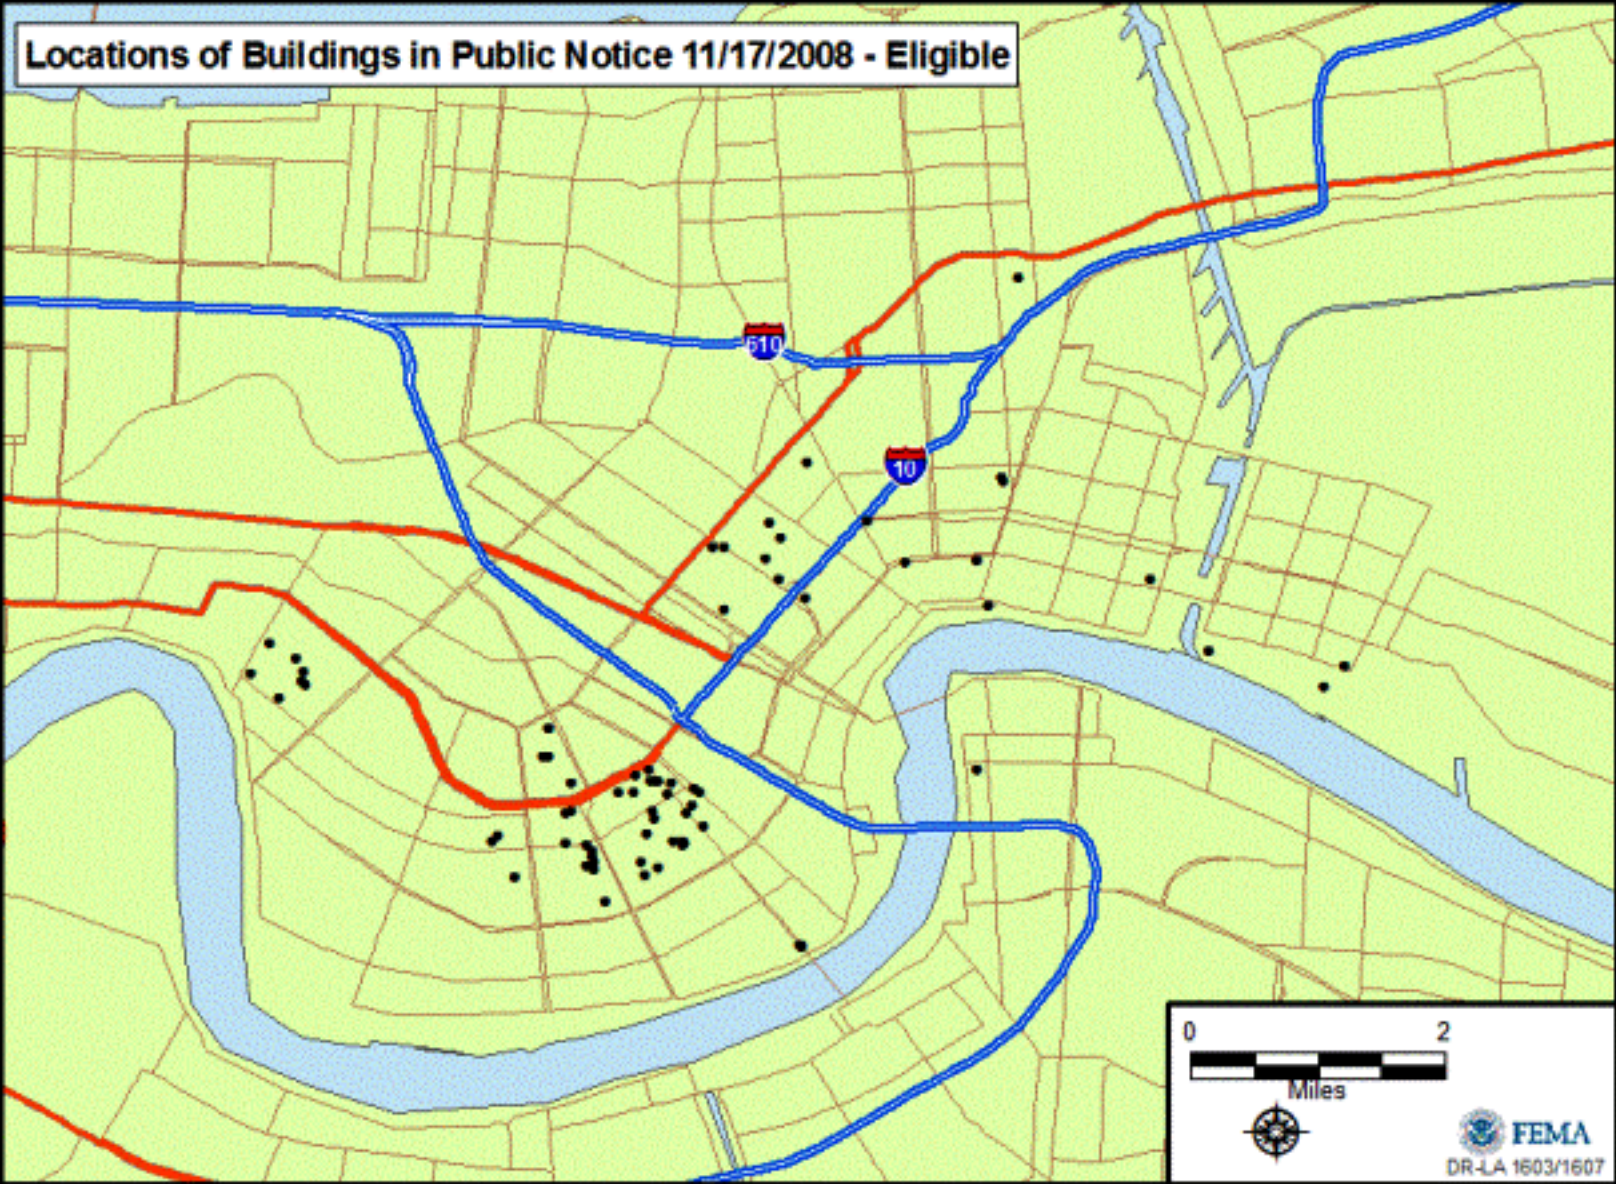 Locations of Buildings in Public Notice 11/17/2008 - Eligible
610
10
0 2
Miles
FEMA
DR-LA 1603/1607